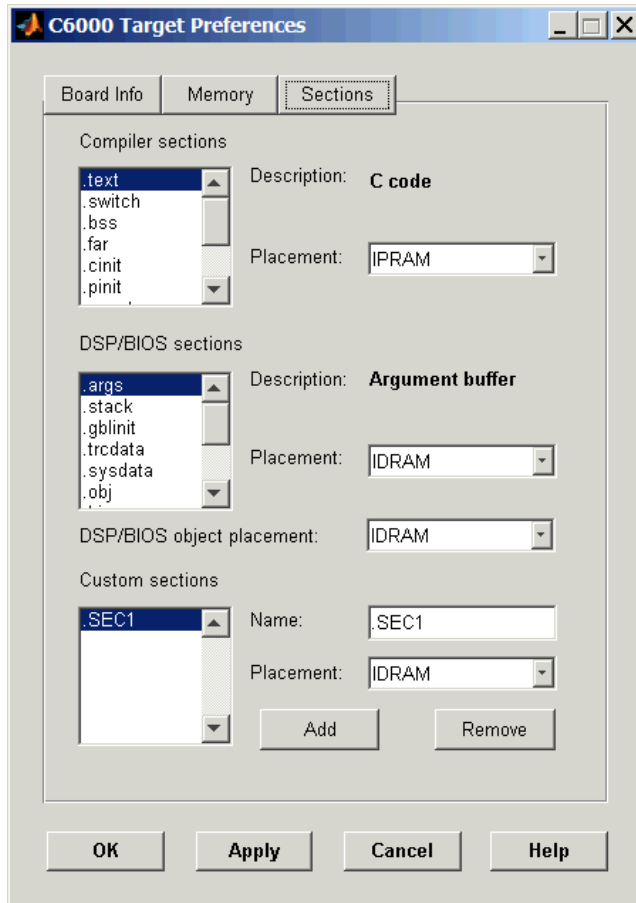 C6000 Target Preferences
Board Info Memory Sections
Compiler sections
.text
.switch
.bss
.far
.cinit
.pinit
Description: C code
Placement: IPRAM
DSP/BIOS sections
.args
.stack
.gblinit
.trcdata
.sysdata
.obj
Description: Argument buffer
Placement: IDRAM
DSP/BIOS object placement: IDRAM
Custom sections
.SEC1
Name: .SEC1
Placement: IDRAM
Add Remove
OK Apply Cancel Help